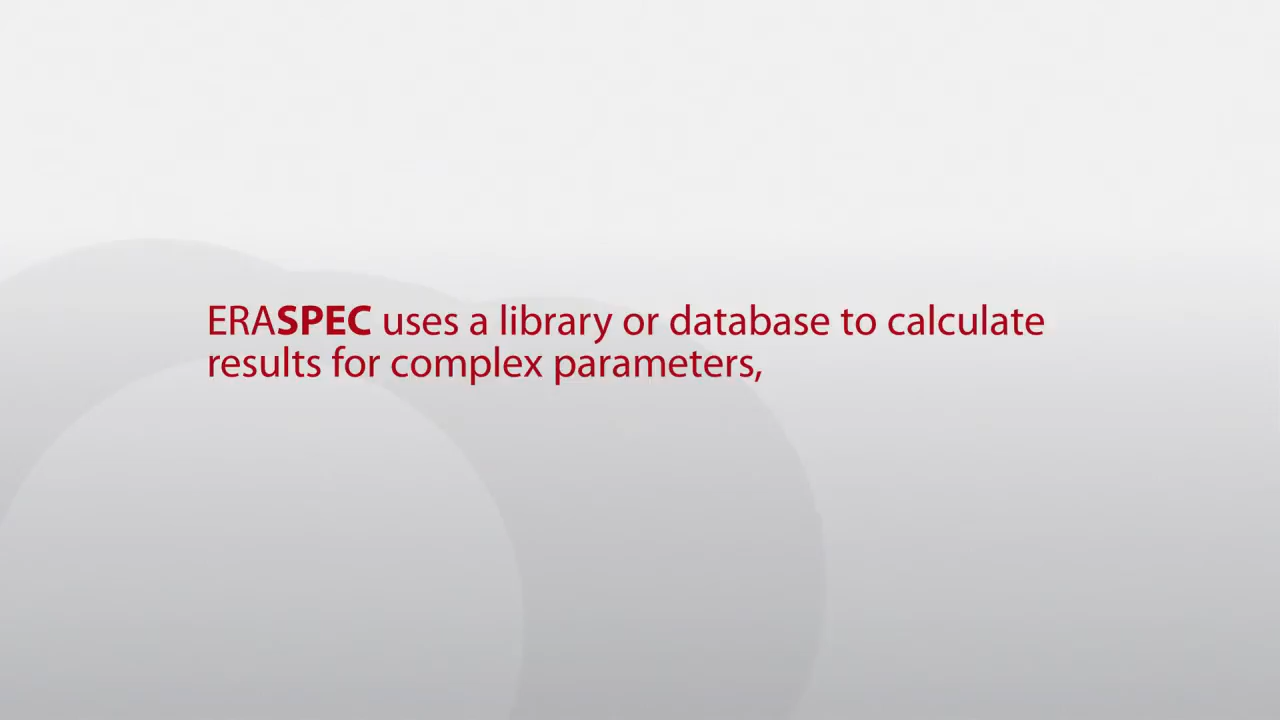 ERASPEC uses a library or database to calculate
results for complex parameters,